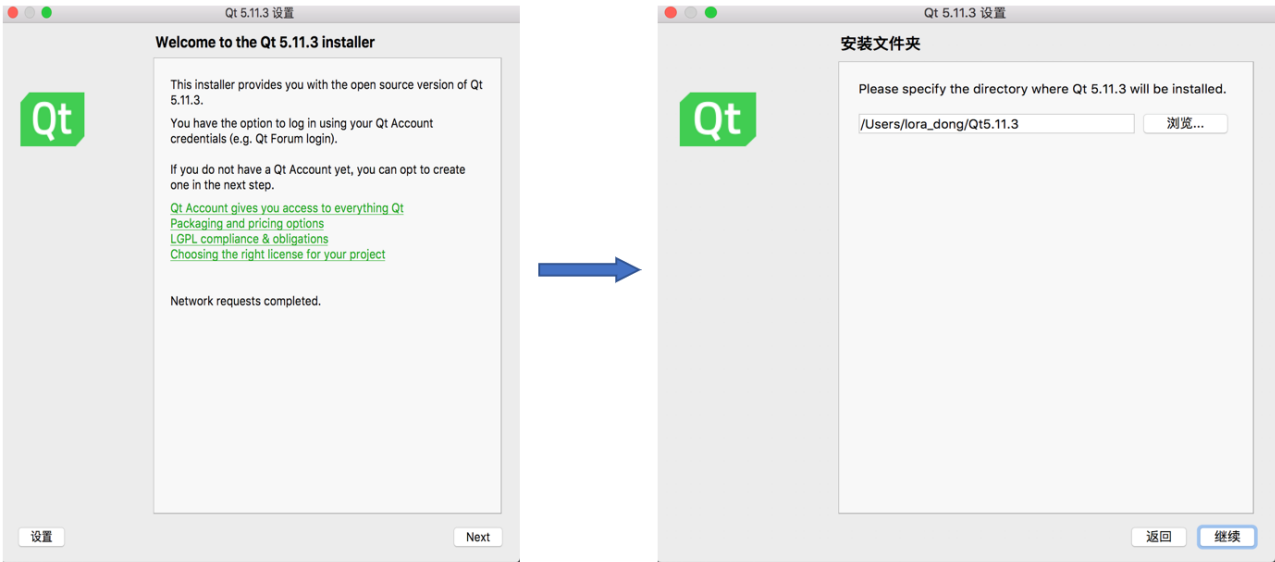 Qt 5.11.3 设置
Welcome to the Qt 5.11.3 installer
Qt
This installer provides you with the open source version of Qt
5.11.3.
You have the option to log in using your Qt Account
credentials (e.g. Qt Forum login).
If you do not have a Qt Account yet, you can opt to create
one in the next step.
Qt Account gives you access to everything Qt
Packaging and pricing options
LGPL compliance & obligations
Choosing the right license for your project
Network requests completed.
设置
Next
Qt 5.11.3 设置
安装文件夹
Qt
Please specify the directory where Qt 5.11.3 will be installed.
/Users/lora_dong/Qt5.11.3
浏览...
返回
继续